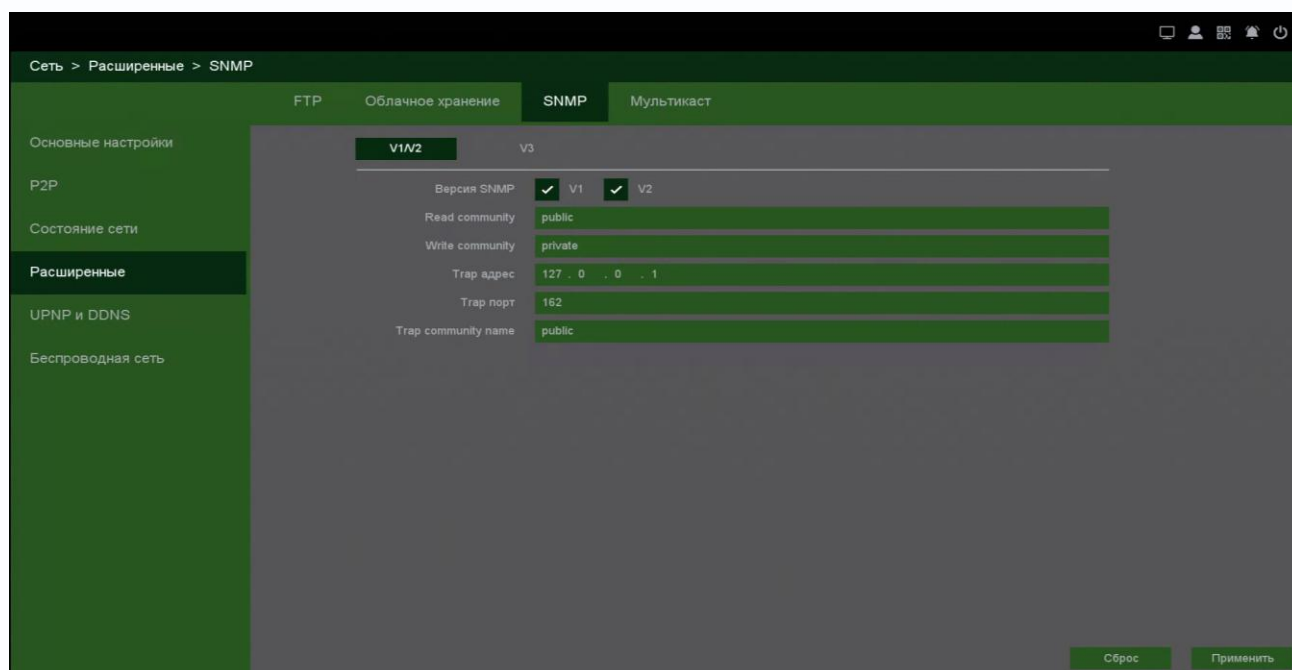 Сеть > Расширенные > SNMP
FTP Облачное хранение SNMP Мультикаст
Основные настройки
P2P
Состояние сети
Расширенные
UPNP и DDNS
Беспроводная сеть
V1/V2 V3
Версия SNMP V1 V2
Read community public
Write community private
Trap адрес 127 . 0 . 0 . 1
Trap порт 162
Trap community name public
Сброс Применить